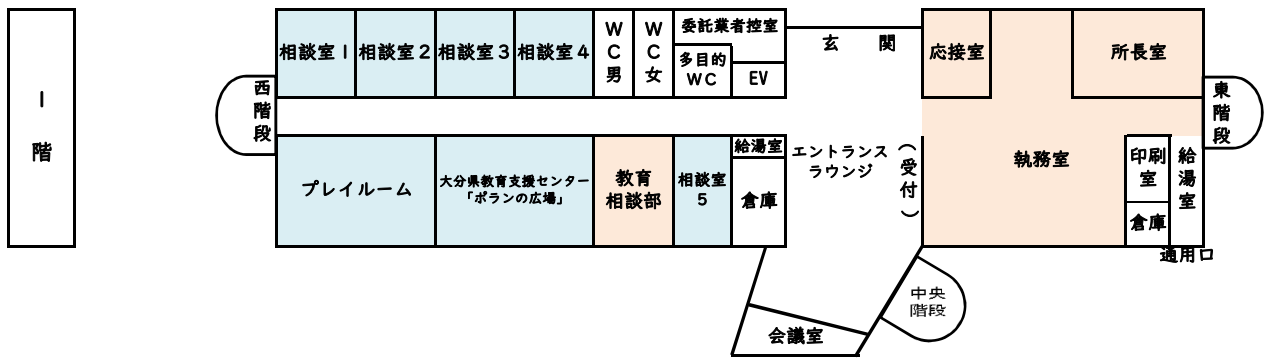 1
階
西
階
段
相談室１
相談室２
相談室３
相談室４
ＷＣ男
ＷＣ女
委託業者控室
多目的
ＷＣ
EV
玄　関
応接室
所長室
東
階
段
プレイルーム
大分県教育支援センター
「ポランの広場」
教育
相談部
相談室
5
給湯室
倉庫
エントランス
ラウンジ
（受付）
執務室
印刷
室
倉庫
給
湯
室
通用口
中央
階段
会議室